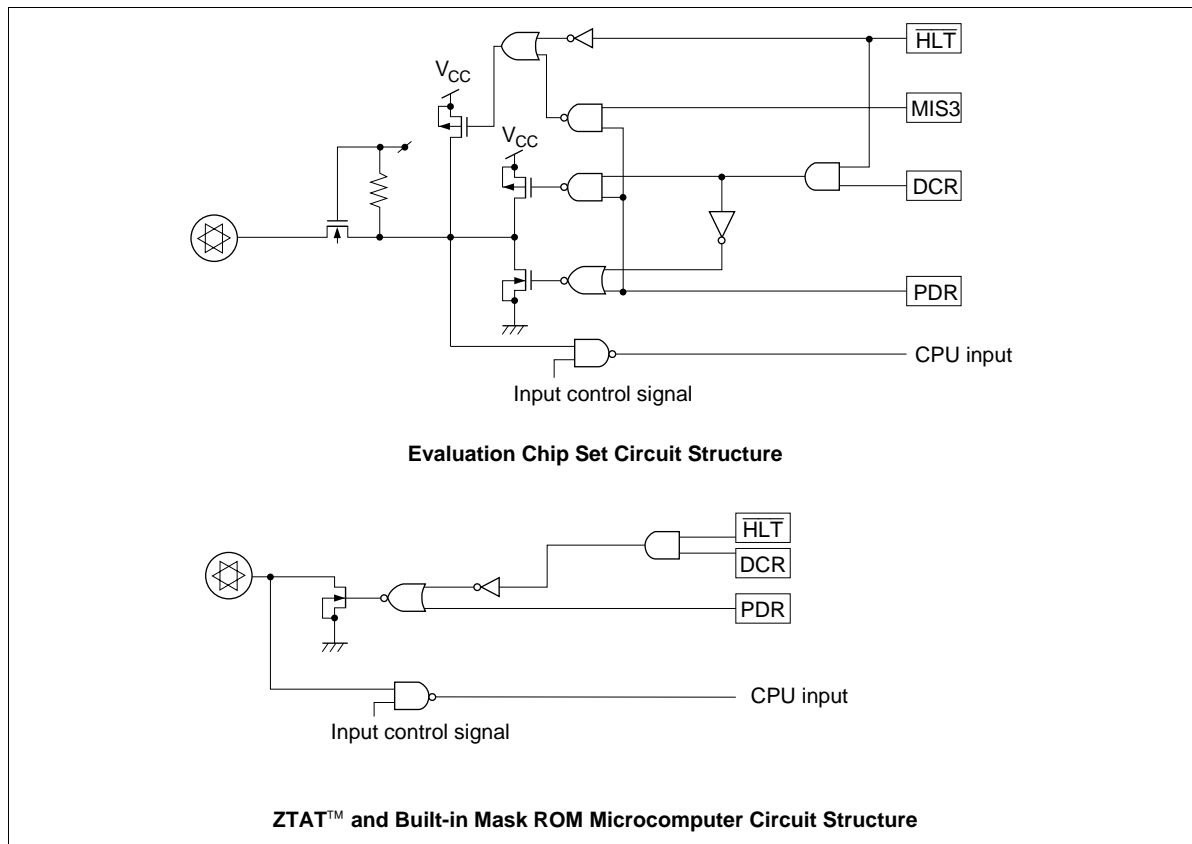 HLT
VCC
MIS3
VCC
DCR
PDR
CPU input
Input control signal
Evaluation Chip Set Circuit Structure
HLT
DCR
PDR
CPU input
Input control signal
ZTAT™ and Built-in Mask ROM Microcomputer Circuit Structure